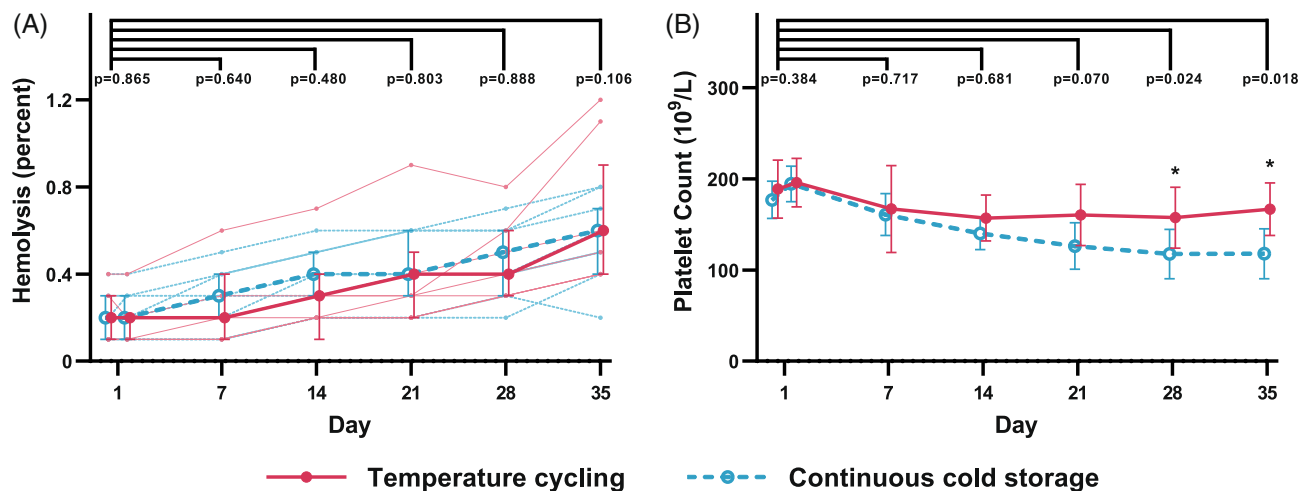 (A)
p=0.865 p=0.640 p=0.480 p=0.803 p=0.888 p=0.106
Hemolysis (percent)
1.2
0.8
0.4
0
1 7 14 21 28 35
Day
(B)
p=0.384 p=0.717 p=0.681 p=0.070 p=0.024 p=0.018
Platelet Count (10^9/L)
300
200
100
0
* *
1 7 14 21 28 35
Day
Temperature cycling Continuous cold storage